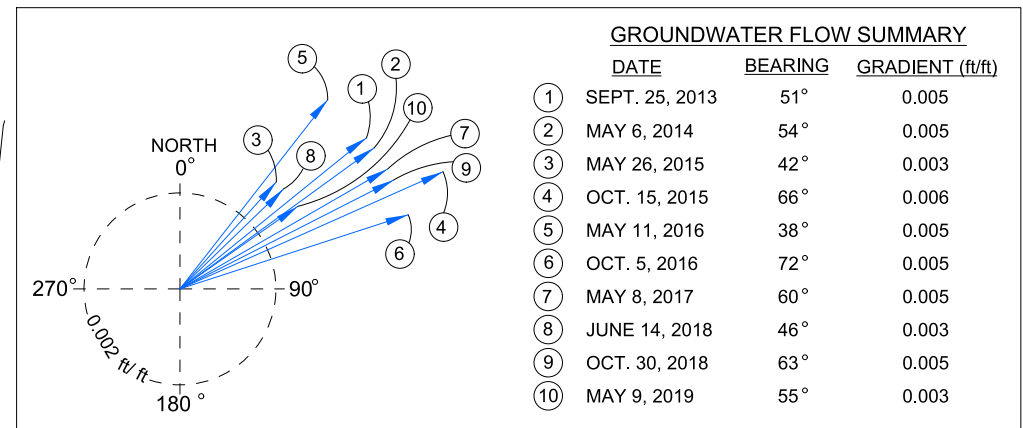 GROUNDWATER FLOW SUMMARY
DATE BEARING GRADIENT (ft/ft)
1 SEPT. 25, 2013 51° 0.005
2 MAY 6, 2014 54° 0.005
3 MAY 26, 2015 42° 0.003
4 OCT. 15, 2015 66° 0.006
5 MAY 11, 2016 38° 0.005
6 OCT. 5, 2016 72° 0.005
7 MAY 8, 2017 60° 0.005
8 JUNE 14, 2018 46° 0.003
9 OCT. 30, 2018 63° 0.005
10 MAY 9, 2019 55° 0.003
5
2
1
10
7
3
8
9
4
6
NORTH
0°
270°
90°
180°
0.002 ft/ft